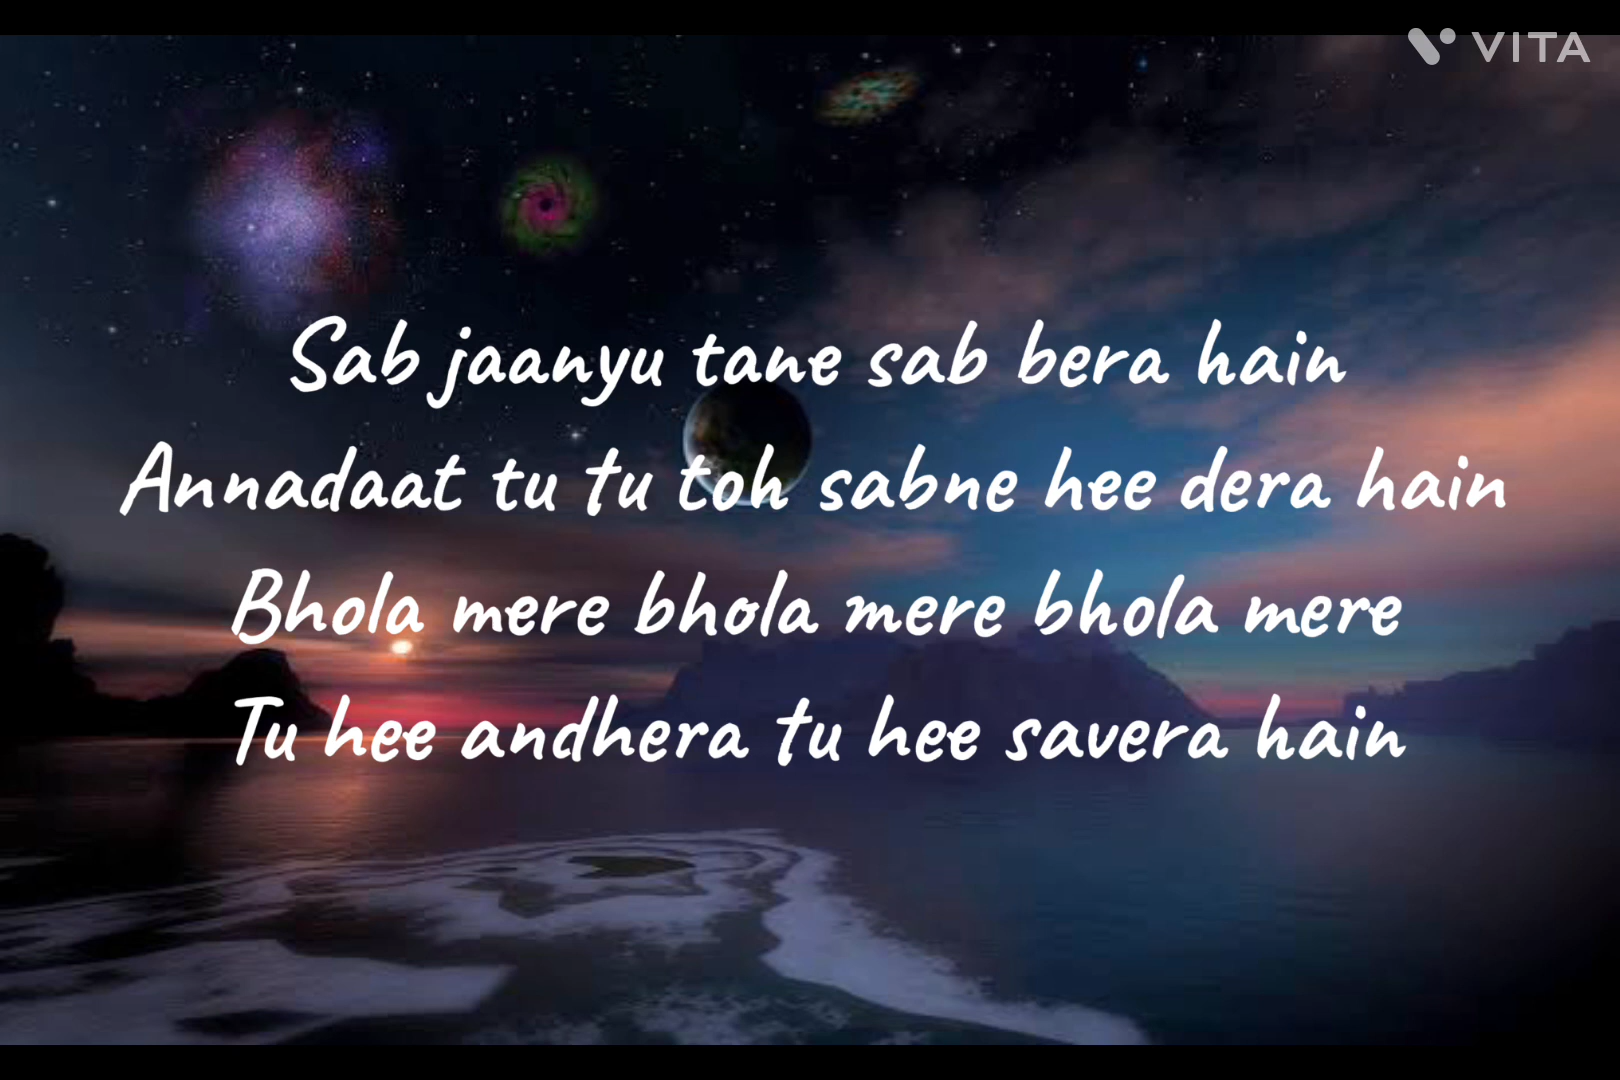 VITA
Sab jaanyu tane sab bera hain
Annadaat tu tu toh sabne hee dera hain
Bhola mere bhola mere bhola mere
Tu hee andhera tu hee savera hain